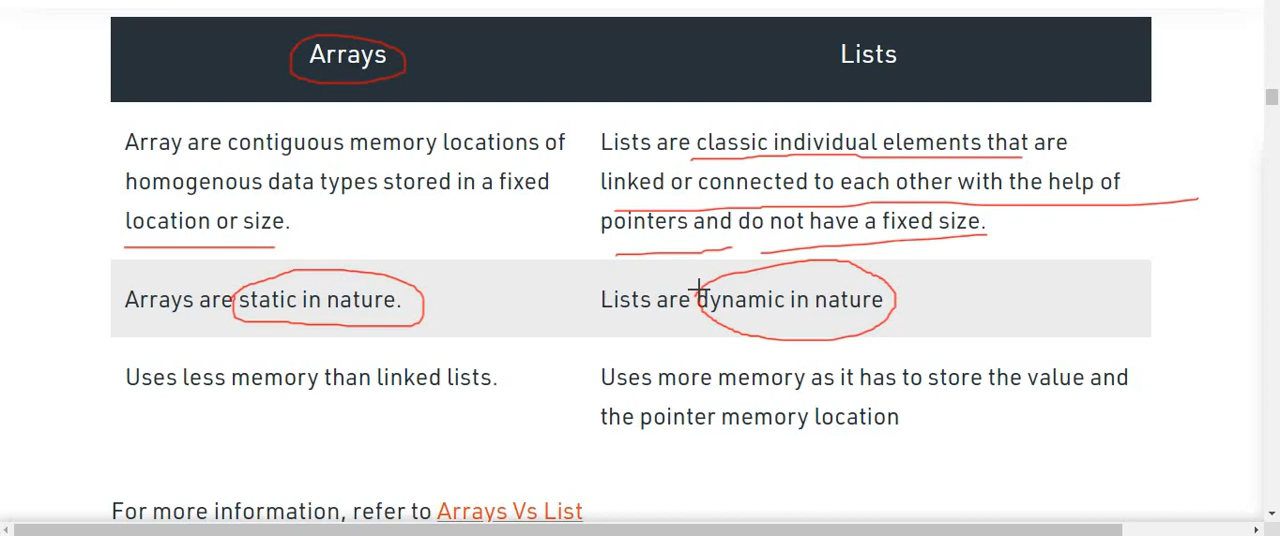 Arrays Lists
Array are contiguous memory locations of
homogenous data types stored in a fixed
location or size.
Lists are classic individual elements that are
linked or connected to each other with the help of
pointers and do not have a fixed size.
Arrays are static in nature.
Lists are dynamic in nature
Uses less memory than linked lists.
Uses more memory as it has to store the value and
the pointer memory location
For more information, refer to Arrays Vs List